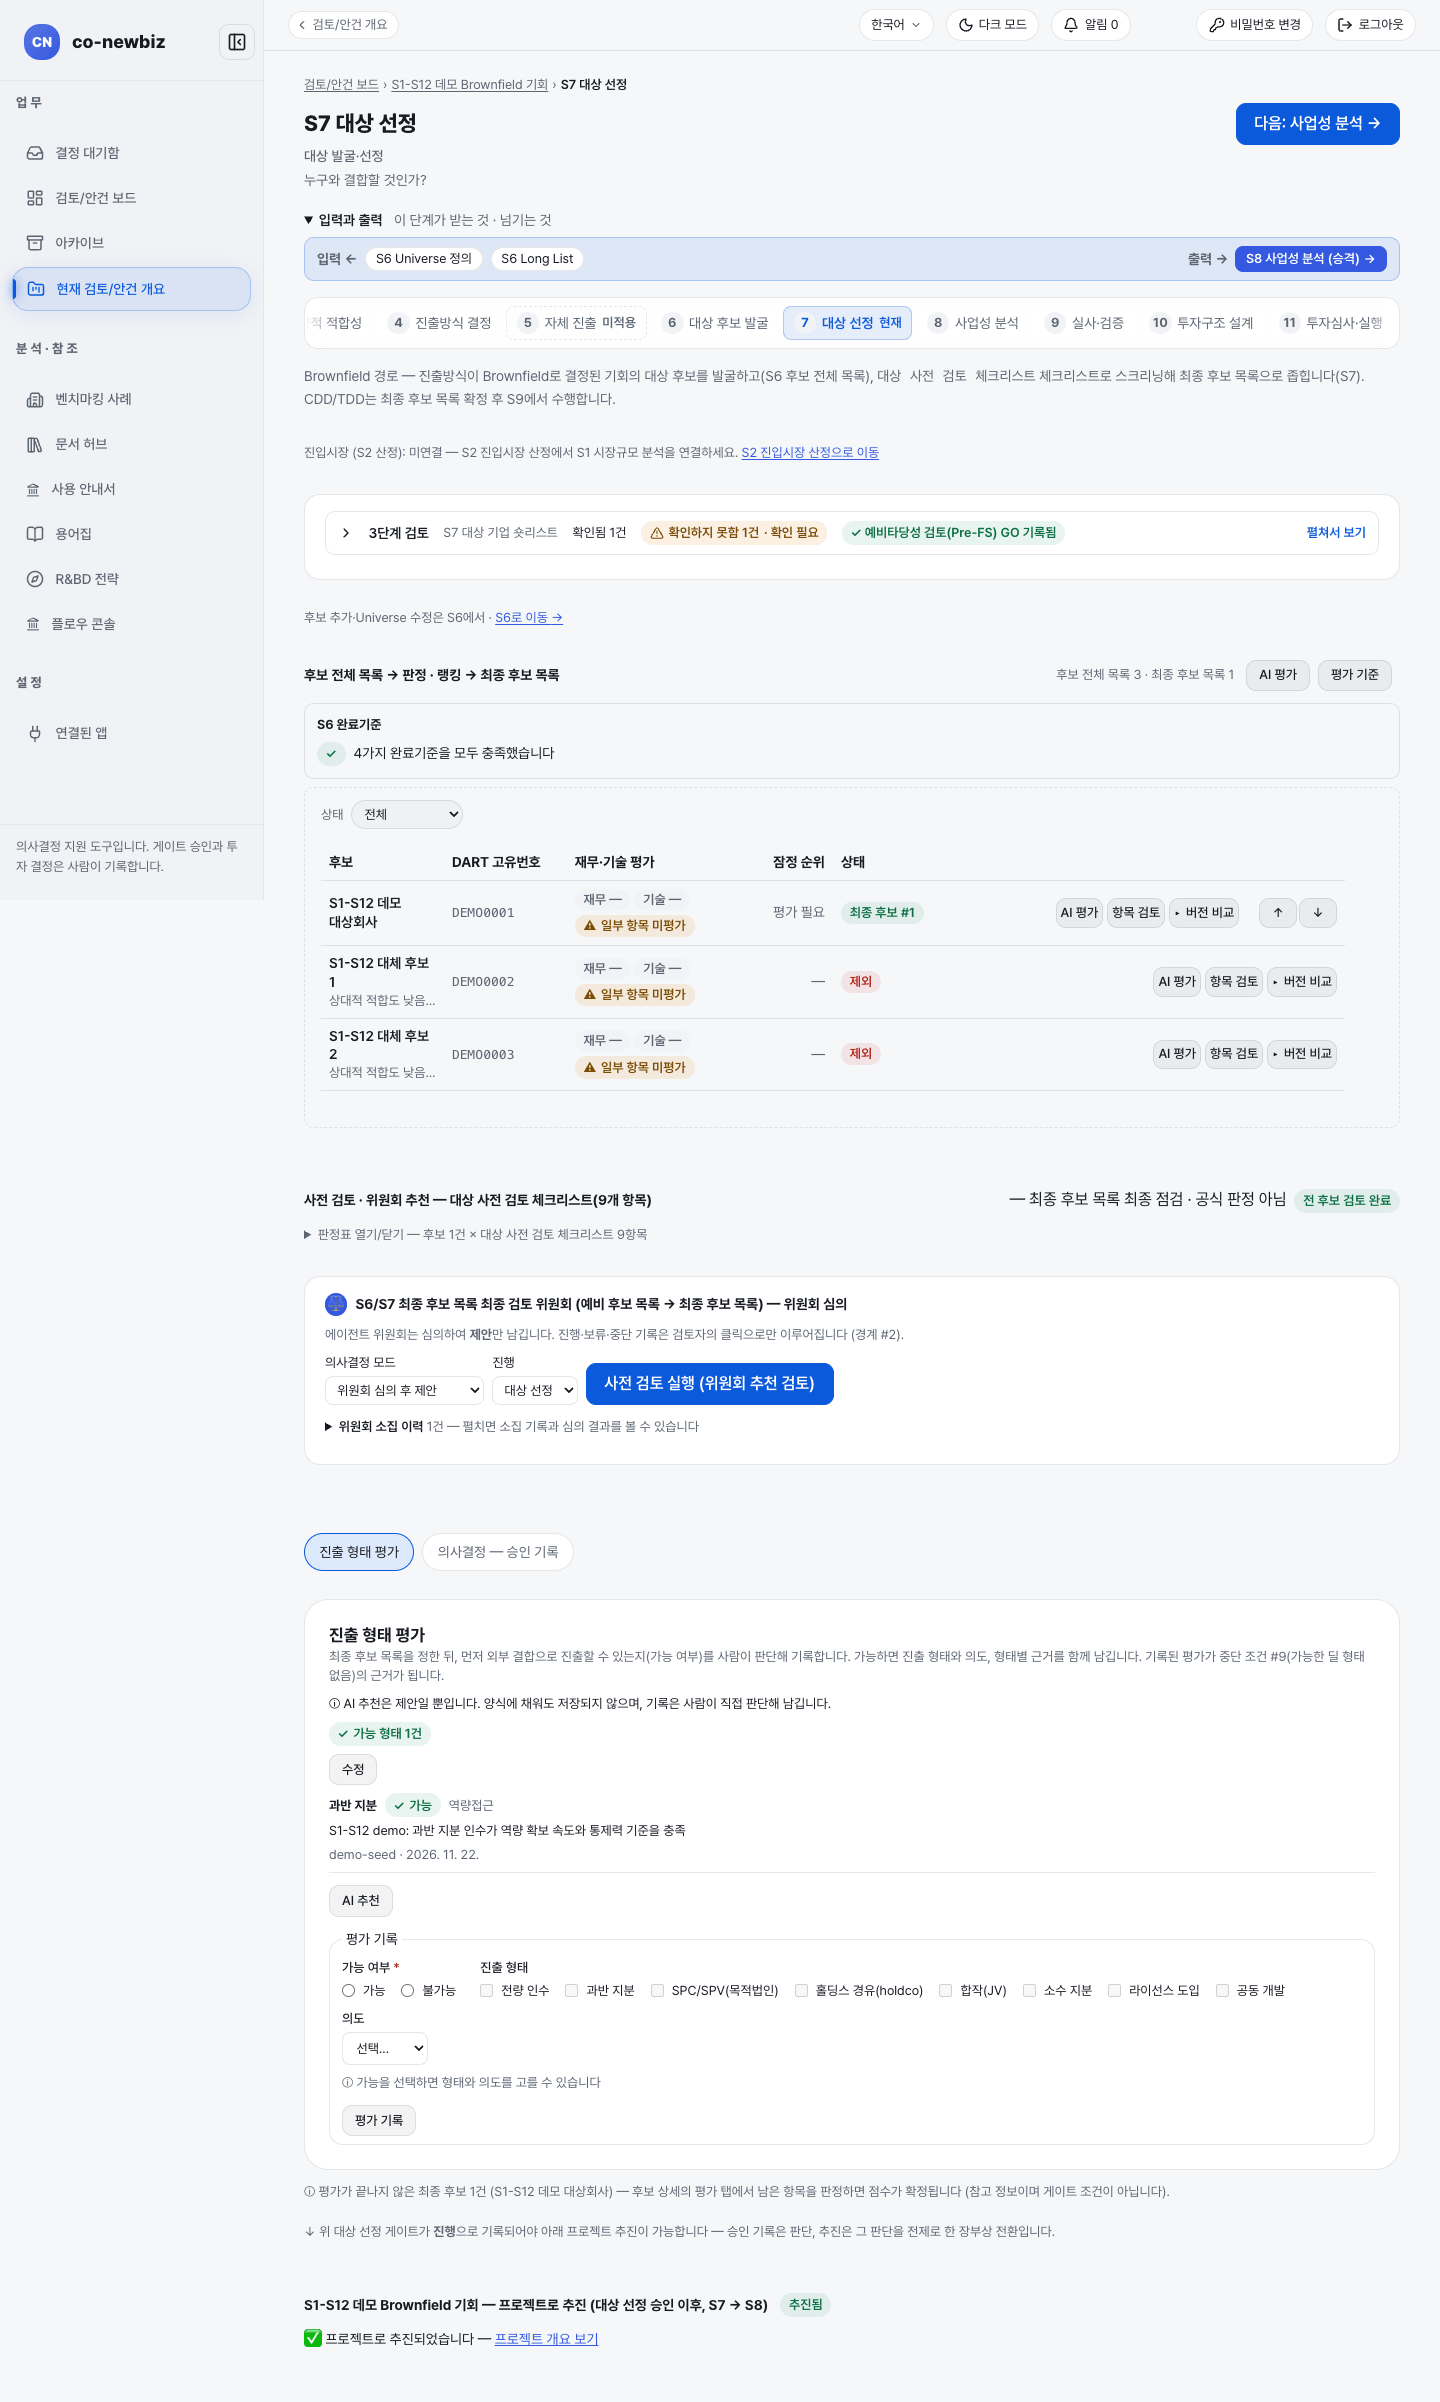 CN co-newbiz
검토/안건 개요
한국어
다크 모드
알림 0
비밀번호 변경
로그아웃
업무
결정 대기함
검토/안건 보드
아카이브
현재 검토/안건 개요
분석·참조
벤치마킹 사례
문서 허브
사용 안내서
용어집
R&BD 전략
플로우 콘솔
설정
연결된 앱
의사결정 지원 도구입니다. 게이트 승인과 투
자 결정은 사람이 기록합니다.
검토/안건 보드 › S1-S12 데모 Brownfield 기회 › S7 대상 선정
S7 대상 선정
다음: 사업성 분석 →
대상 발굴·선정
누구와 결합할 것인가?
▼ 입력과 출력 이 단계가 받는 것 · 넘기는 것
입력 ← S6 Universe 정의 S6 Long List 출력 → S8 사업성 분석 (승격) →
적 적합성 4 진출방식 결정 5 자체 진출 미적용 6 대상 후보 발굴 7 대상 선정 현재 8 사업성 분석 9 실사·검증 10 투자구조 설계 11 투자심사·실행
Brownfield 경로 — 진출방식이 Brownfield로 결정된 기회의 대상 후보를 발굴하고(S6 후보 전체 목록), 대상 사전 검토 체크리스트 체크리스트로 스크리닝해 최종 후보 목록으로 좁힙니다(S7).
CDD/TDD는 최종 후보 목록 확정 후 S9에서 수행합니다.
진입시장 (S2 산정): 미연결 — S2 진입시장 산정에서 S1 시장규모 분석을 연결하세요. S2 진입시장 산정으로 이동
3단계 검토 S7 대상 기업 숏리스트 확인됨 1건 ⚠ 확인하지 못함 1건 · 확인 필요 ✓ 예비타당성 검토(Pre-FS) GO 기록됨 펼쳐서 보기
후보 추가·Universe 수정은 S6에서 · S6로 이동 →
후보 전체 목록 → 판정 · 랭킹 → 최종 후보 목록 후보 전체 목록 3 · 최종 후보 목록 1 AI 평가 평가 기준
S6 완료기준
✓ 4가지 완료기준을 모두 충족했습니다
상태 전체
후보 DART 고유번호 재무·기술 평가 잠정 순위 상태
S1-S12 데모 대상회사 DEMO0001 재무 — 기술 — ⚠ 일부 항목 미평가 평가 필요 최종 후보 #1 AI 평가 항목 검토 ▸ 버전 비교 ↑ ↓
S1-S12 대체 후보 1 상대적 적합도 낮음… DEMO0002 재무 — 기술 — ⚠ 일부 항목 미평가 — 제외 AI 평가 항목 검토 ▸ 버전 비교
S1-S12 대체 후보 2 상대적 적합도 낮음… DEMO0003 재무 — 기술 — ⚠ 일부 항목 미평가 — 제외 AI 평가 항목 검토 ▸ 버전 비교
사전 검토 · 위원회 추천 — 대상 사전 검토 체크리스트(9개 항목) — 최종 후보 목록 최종 점검 · 공식 판정 아님 전 후보 검토 완료
▶ 판정표 열기/닫기 — 후보 1건 × 대상 사전 검토 체크리스트 9항목
S6/S7 최종 후보 목록 최종 검토 위원회 (예비 후보 목록 → 최종 후보 목록) — 위원회 심의
에이전트 위원회는 심의하여 제안만 남깁니다. 진행·보류·중단 기록은 검토자의 클릭으로만 이루어집니다 (경계 #2).
의사결정 모드 진행
위원회 심의 후 제안 대상 선정 사전 검토 실행 (위원회 추천 검토)
▶ 위원회 소집 이력 1건 — 펼치면 소집 기록과 심의 결과를 볼 수 있습니다
진출 형태 평가 의사결정 — 승인 기록
진출 형태 평가
최종 후보 목록을 정한 뒤, 먼저 외부 결합으로 진출할 수 있는지(가능 여부)를 사람이 판단해 기록합니다. 가능하면 진출 형태와 의도, 형태별 근거를 함께 남깁니다. 기록된 평가가 중단 조건 #9(가능한 딜 형태
없음)의 근거가 됩니다.
ⓘ AI 추천은 제안일 뿐입니다. 양식에 채워도 저장되지 않으며, 기록은 사람이 직접 판단해 남깁니다.
✓ 가능 형태 1건
수정
과반 지분 ✓ 가능 역량접근
S1-S12 demo: 과반 지분 인수가 역량 확보 속도와 통제력 기준을 충족
demo-seed · 2026. 11. 22.
AI 추천
평가 기록
가능 여부 * 진출 형태
가능 불가능 전량 인수 과반 지분 SPC/SPV(목적법인) 홀딩스 경유(holdco) 합작(JV) 소수 지분 라이선스 도입 공동 개발
의도
선택...
ⓘ 가능을 선택하면 형태와 의도를 고를 수 있습니다
평가 기록
ⓘ 평가가 끝나지 않은 최종 후보 1건 (S1-S12 데모 대상회사) — 후보 상세의 평가 탭에서 남은 항목을 판정하면 점수가 확정됩니다 (참고 정보이며 게이트 조건이 아닙니다).
↓ 위 대상 선정 게이트가 진행으로 기록되어야 아래 프로젝트 추진이 가능합니다 — 승인 기록은 판단, 추진은 그 판단을 전제로 한 장부상 전환입니다.
S1-S12 데모 Brownfield 기회 — 프로젝트로 추진 (대상 선정 승인 이후, S7 → S8) 추진됨
✅ 프로젝트로 추진되었습니다 — 프로젝트 개요 보기